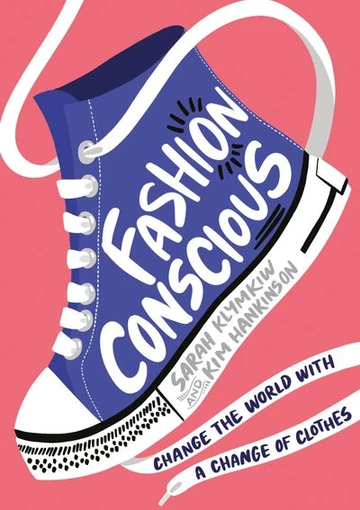 FASHION
CONSCIOUS
SARAH KLYMKIW
AND
KIM HANKINSON
CHANGE THE WORLD WITH
A CHANGE OF CLOTHES